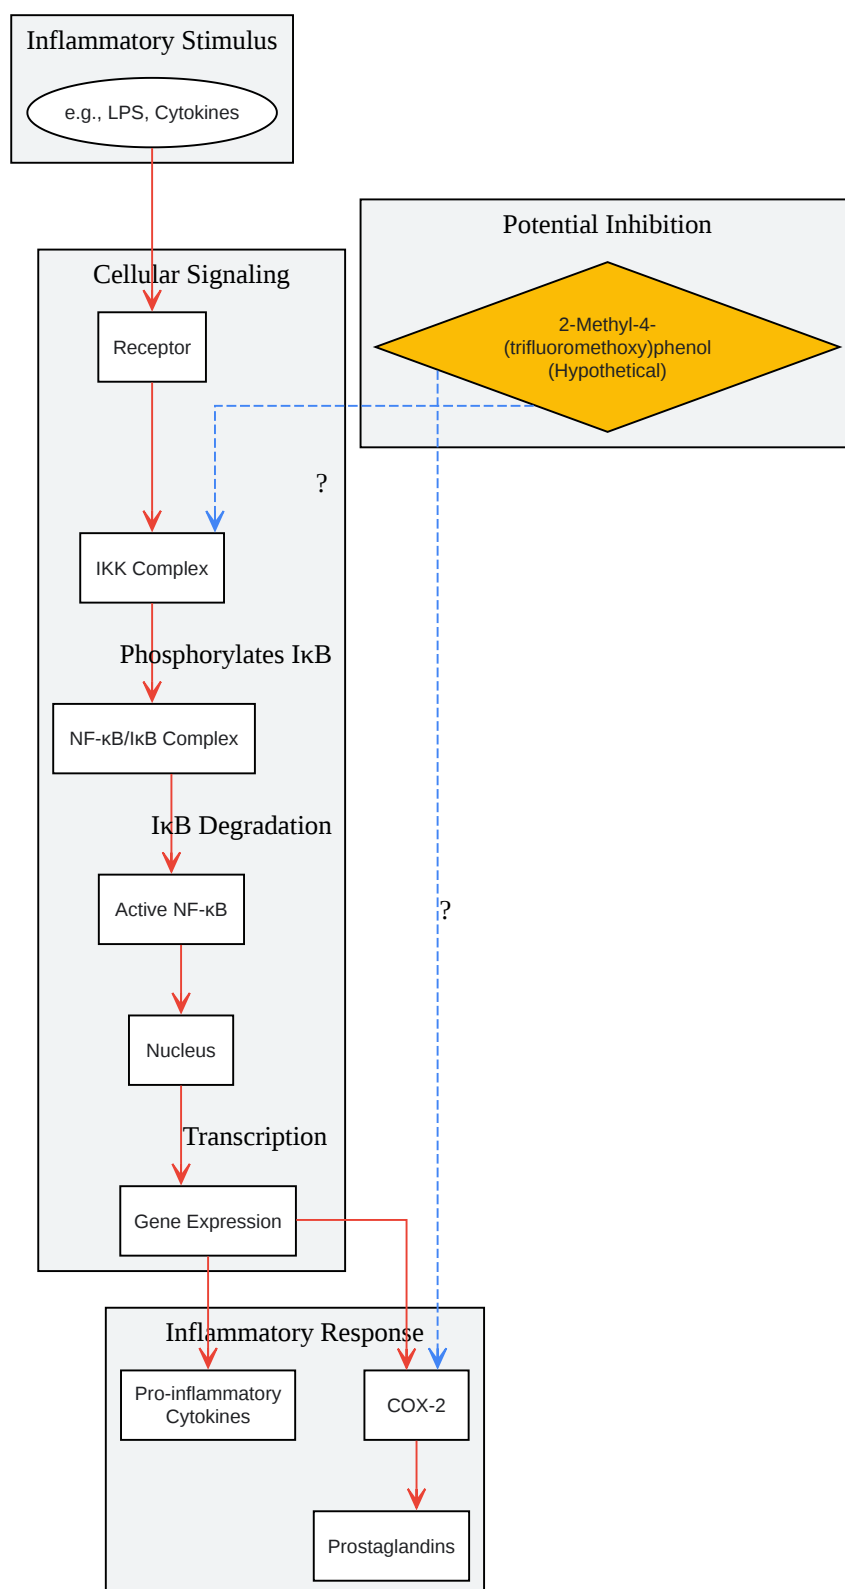 Inflammatory Stimulus
e.g., LPS, Cytokines
Potential Inhibition
2-Methyl-4-
(trifluoromethoxy)phenol
(Hypothetical)
Cellular Signaling
Receptor
?
IKK Complex
Phosphorylates IκB
NF-κB/IκB Complex
IκB Degradation
Active NF-κB
?
Nucleus
Transcription
Gene Expression
Inflammatory Response
Pro-inflammatory
Cytokines
COX-2
Prostaglandins